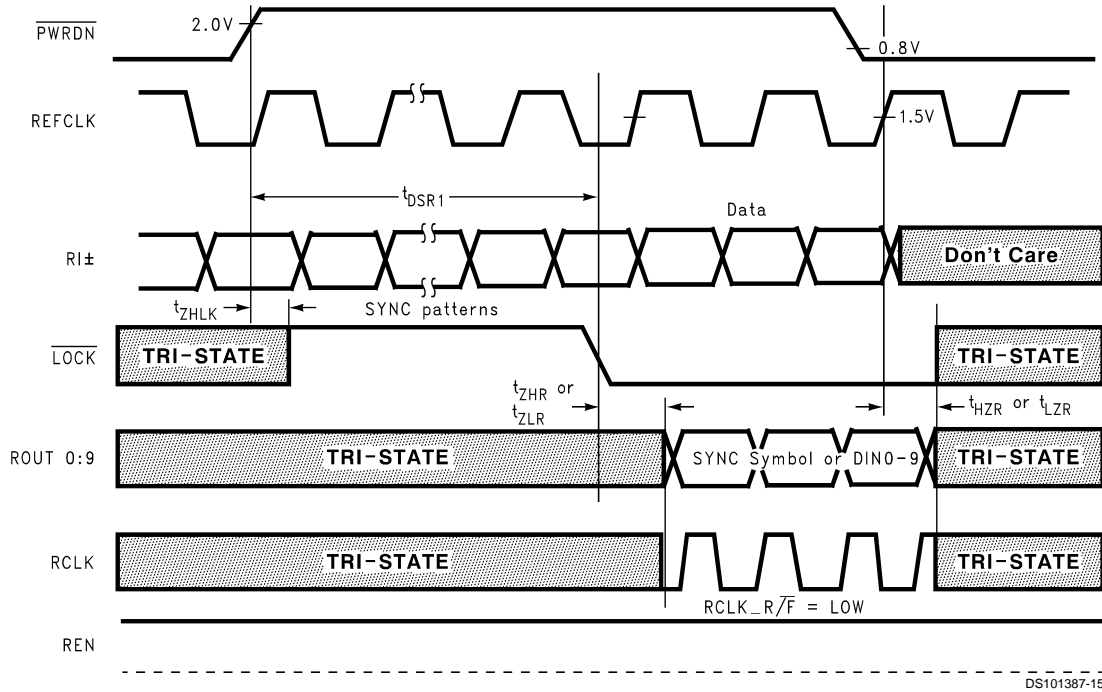 PWRDN
2.0V
0.8V
REFCLK
1.5V
tDSR1
Data
RI±
Don't Care
tZHLK
SYNC patterns
LOCK
TRI-STATE
TRI-STATE
tZHR or
tZLR
tHZR or tLZR
ROUT 0:9
TRI-STATE
SYNC Symbol or DIN0-9
TRI-STATE
RCLK
TRI-STATE
TRI-STATE
RCLK_R/F = LOW
REN
DS101387-15